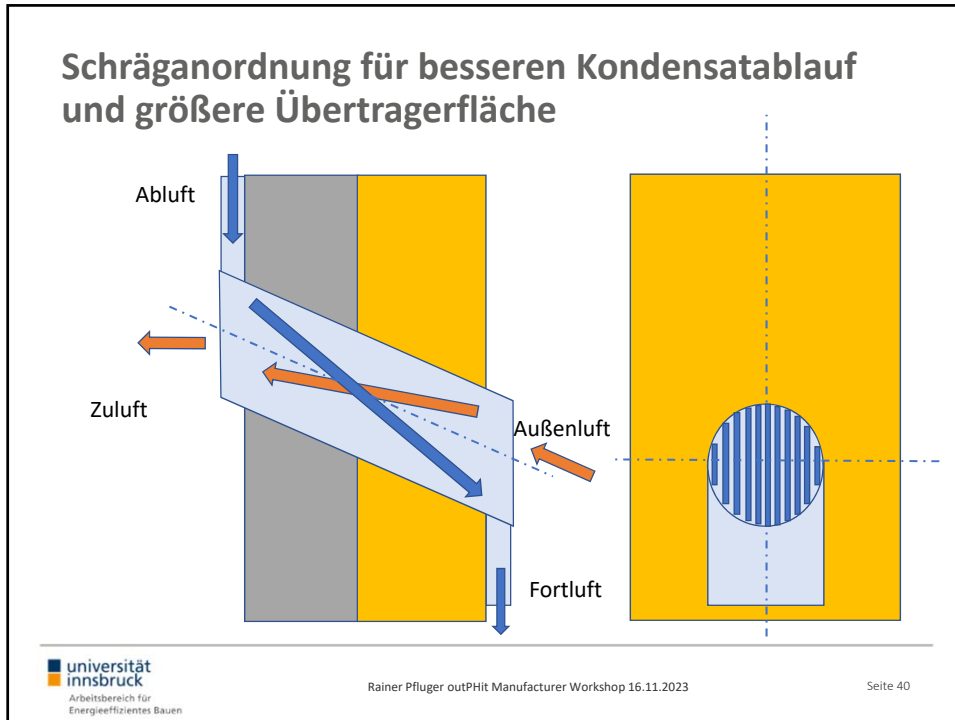 Schräganordnung für besseren Kondensatablauf
und größere Übertragerfläche
Abluft
Zuluft
Außenluft
Fortluft
universität
innsbruck
Arbeitsbereich für
Energieeffizientes Bauen
Rainer Pfluger outPHit Manufacturer Workshop 16.11.2023
Seite 40